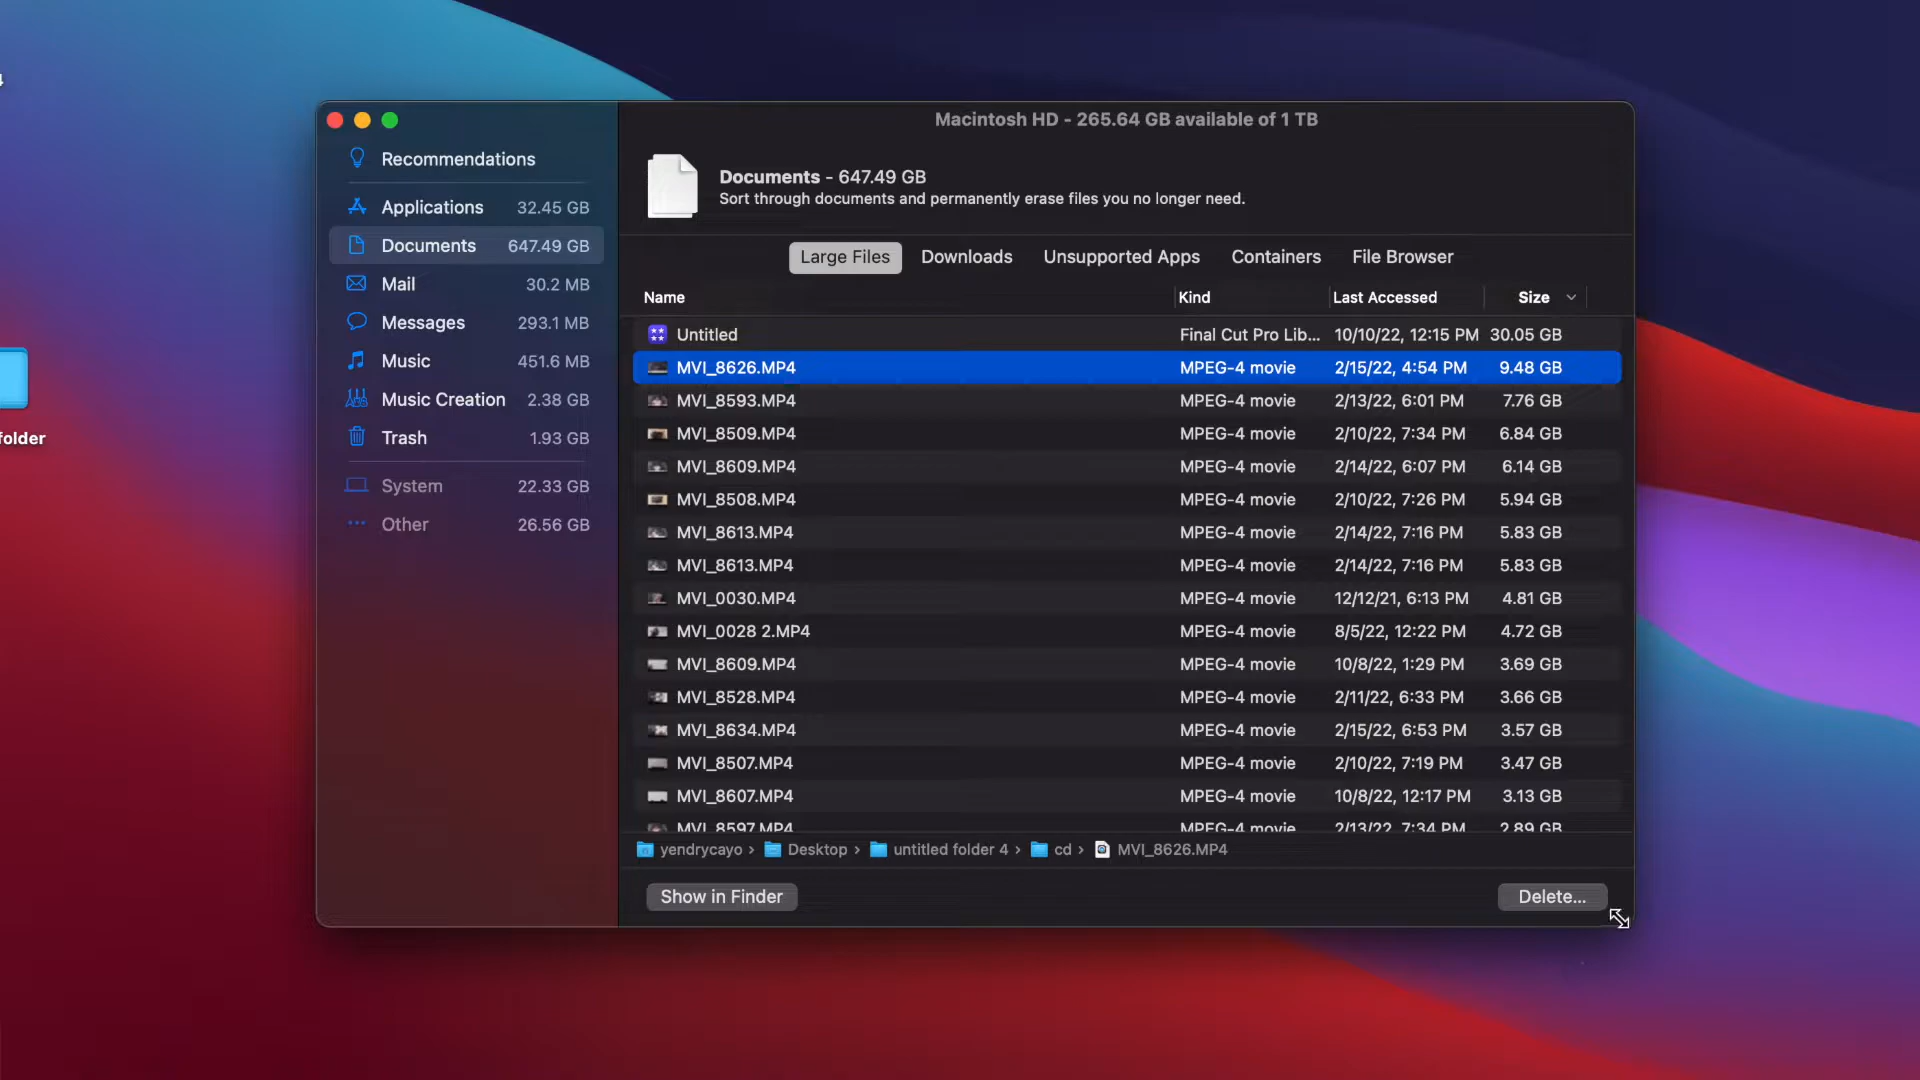 Macintosh HD - 265.64 GB available of 1 TB
Recommendations
Applications 32.45 GB
Documents 647.49 GB
Mail 30.2 MB
Messages 293.1 MB
Music 451.6 MB
Music Creation 2.38 GB
Trash 1.93 GB
System 22.33 GB
Other 26.56 GB
folder
Documents - 647.49 GB
Sort through documents and permanently erase files you no longer need.
Large Files Downloads Unsupported Apps Containers File Browser
Name Kind Last Accessed Size
Untitled Final Cut Pro Lib... 10/10/22, 12:15 PM 30.05 GB
MVI_8626.MP4 MPEG-4 movie 2/15/22, 4:54 PM 9.48 GB
MVI_8593.MP4 MPEG-4 movie 2/13/22, 6:01 PM 7.76 GB
MVI_8509.MP4 MPEG-4 movie 2/10/22, 7:34 PM 6.84 GB
MVI_8609.MP4 MPEG-4 movie 2/14/22, 6:07 PM 6.14 GB
MVI_8508.MP4 MPEG-4 movie 2/10/22, 7:26 PM 5.94 GB
MVI_8613.MP4 MPEG-4 movie 2/14/22, 7:16 PM 5.83 GB
MVI_8613.MP4 MPEG-4 movie 2/14/22, 7:16 PM 5.83 GB
MVI_0030.MP4 MPEG-4 movie 12/12/21, 6:13 PM 4.81 GB
MVI_0028 2.MP4 MPEG-4 movie 8/5/22, 12:22 PM 4.72 GB
MVI_8609.MP4 MPEG-4 movie 10/8/22, 1:29 PM 3.69 GB
MVI_8528.MP4 MPEG-4 movie 2/11/22, 6:33 PM 3.66 GB
MVI_8634.MP4 MPEG-4 movie 2/15/22, 6:53 PM 3.57 GB
MVI_8507.MP4 MPEG-4 movie 2/10/22, 7:19 PM 3.47 GB
MVI_8607.MP4 MPEG-4 movie 10/8/22, 12:17 PM 3.13 GB
MVI_8597.MP4 MPEG-4 movie 2/13/22, 7:34 PM 2.89 GB
yendrycayo › Desktop › untitled folder 4 › cd › MVI_8626.MP4
Show in Finder Delete...